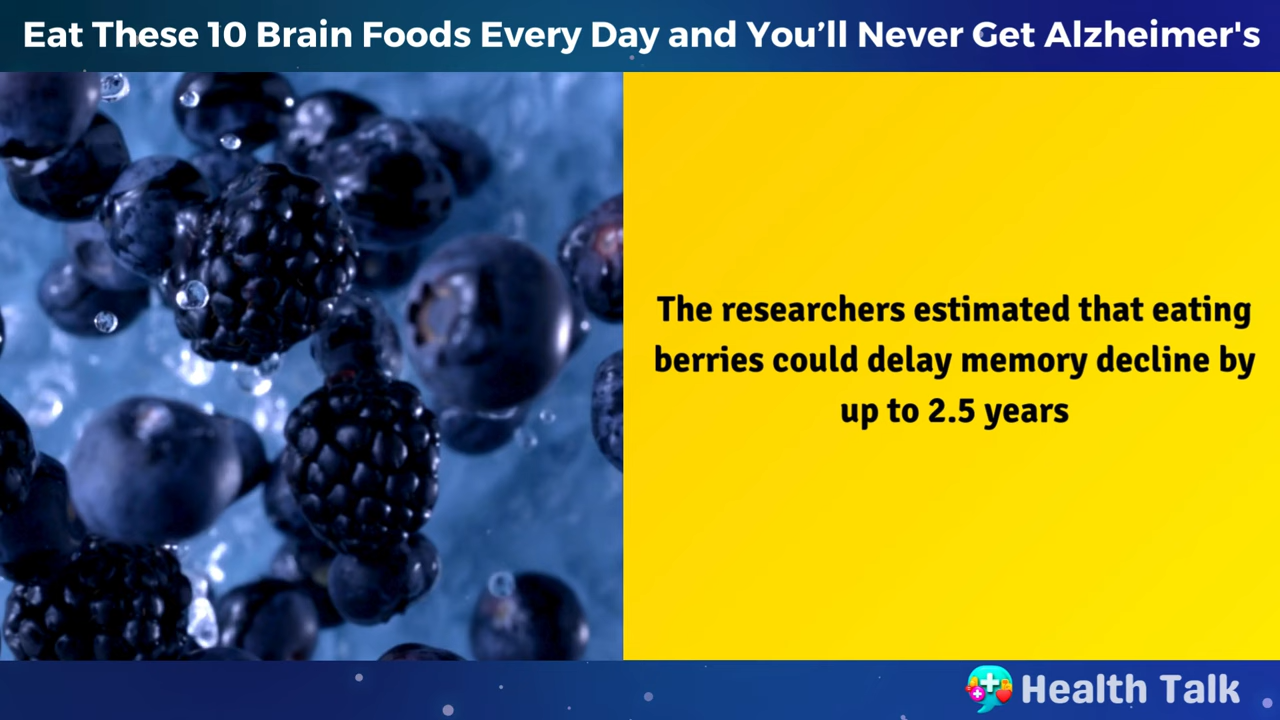 Eat These 10 Brain Foods Every Day and You’ll Never Get Alzheimer's
The researchers estimated that eating
berries could delay memory decline by
up to 2.5 years
Health Talk